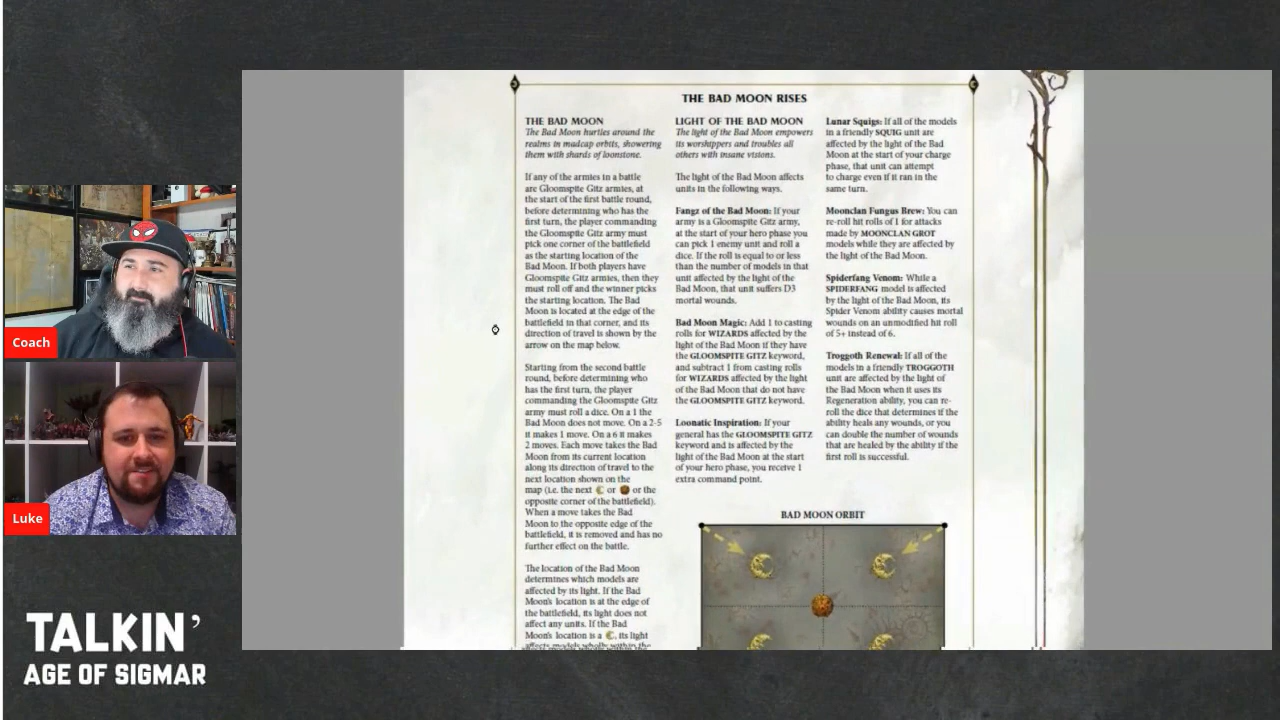 THE BAD MOON RISES
THE BAD MOON
The Bad Moon hurtles around the
realms in madcap orbits, showering
them with shards of loonstone.
If any of the armies in a battle
are Gloomspite Gitz armies, at
the start of the first battle round,
before determining who has the
first turn, the player commanding
the Gloomspite Gitz army must
pick one corner of the battlefield
as the starting location of the
Bad Moon. If both players have
Gloomspite Gitz armies, then they
must roll off and the winner picks
the starting location. The Bad
Moon is located at the edge of the
battlefield in that corner, and its
direction of travel is shown by the
arrow on the map below.
Starting from the second battle
round, before determining who
has the first turn, the player
commanding the Gloomspite Gitz
army must roll a dice. On a 1 the
Bad Moon does not move. On a 2-5
it makes 1 move. On a 6 it makes
2 moves. Each move takes the Bad
Moon from its current location
along its direction of travel to the
next location shown on the
map (i.e. the next or or the
opposite corner of the battlefield).
When a move takes the Bad
Moon to the opposite edge of the
battlefield, it is removed and has no
further effect on the battle.
The location of the Bad Moon
determines which models are
affected by its light. If the Bad
Moon's location is at the edge of
the battlefield, its light does not
affect any units. If the Bad
Moon's location is a , its light
affects models wholly within the
LIGHT OF THE BAD MOON
The light of the Bad Moon empowers
its worshippers and troubles all
others with insane visions.
The light of the Bad Moon affects
units in the following ways.
Fangz of the Bad Moon: If your
army is a Gloomspite Gitz army,
at the start of your hero phase you
can pick 1 enemy unit and roll a
dice. If the roll is equal to or less
than the number of models in that
unit affected by the light of the
Bad Moon, that unit suffers D3
mortal wounds.
Bad Moon Magic: Add 1 to casting
rolls for WIZARDS affected by the
light of the Bad Moon if they have
the GLOOMSPITE GITZ keyword,
and subtract 1 from casting rolls
for WIZARDS affected by the light
of the Bad Moon that do not have
the GLOOMSPITE GITZ keyword.
Loonatic Inspiration: If your
general has the GLOOMSPITE GITZ
keyword and is affected by the
light of the Bad Moon at the start
of your hero phase, you receive 1
extra command point.
Lunar Squigs: If all of the models
in a friendly SQUIG unit are
affected by the light of the Bad
Moon at the start of your charge
phase, that unit can attempt
to charge even if it ran in the
same turn.
Moonclan Fungus Brew: You can
re-roll hit rolls of 1 for attacks
made by MOONCLAN GROT
models while they are affected by
the light of the Bad Moon.
Spiderfang Venom: While a
SPIDERFANG model is affected
by the light of the Bad Moon, its
Spider Venom ability causes mortal
wounds on an unmodified hit roll
of 5+ instead of 6.
Troggoth Renewal: If all of the
models in a friendly TROGGOTH
unit are affected by the light of
the Bad Moon when it uses its
Regeneration ability, you can re-
roll the dice that determines if the
ability heals any wounds, or you
can double the number of wounds
that are healed by the ability if the
first roll is successful.
BAD MOON ORBIT
Coach
Luke
TALKIN'
AGE OF SIGMAR